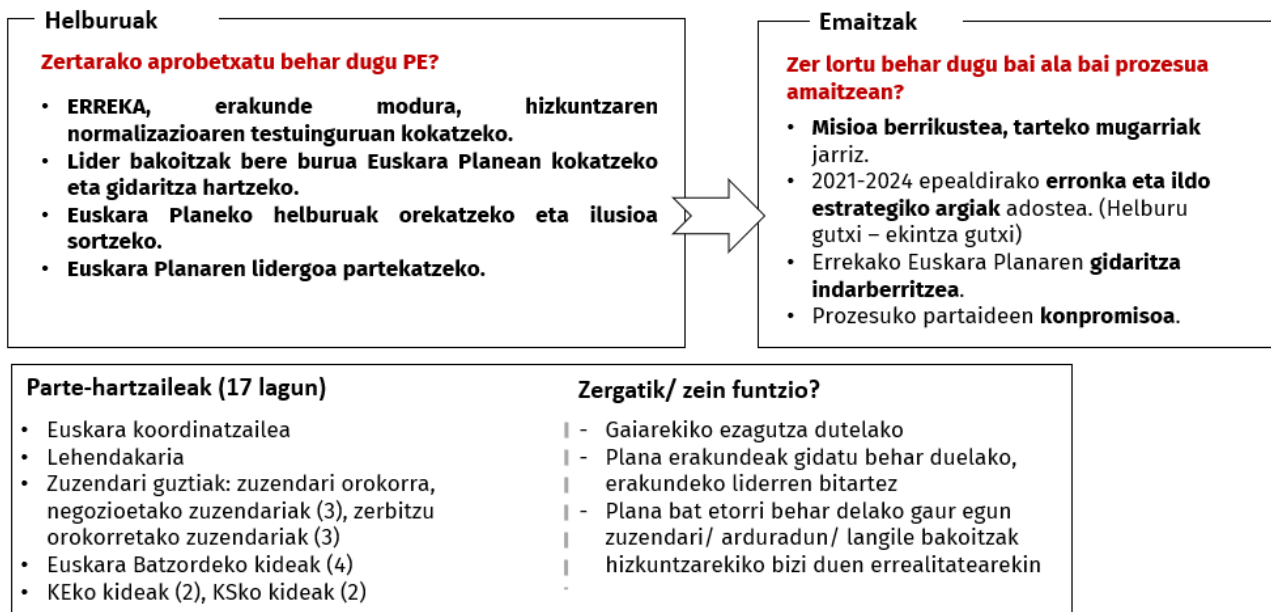 Helburuak
Zertarako aprobetxatu behar dugu PE?
• ERREKA, erakunde modura, hizkuntzaren
normalizazioaren testuinguruan kokatzeko.
• Lider bakoitzak bere burua Euskara Planean kokatzeko
eta gidaritza hartzeko.
• Euskara Planeko helburuak orekatzeko eta ilusioa
sortzeko.
• Euskara Planaren lidergoa partekatzeko.
Emaitzak
Zer lortu behar dugu bai ala bai prozesua
amaitzean?
• Misioa berrikustea, tarteko mugarriak
jarriz.
• 2021-2024 epealdirako erronka eta ildo
estrategiko argiak adostea. (Helburu
gutxi – ekintza gutxi)
• Errekako Euskara Planaren gidaritza
indarberritzea.
• Prozesuko partaideen konpromisoa.
Parte-hartzaileak (17 lagun)
• Euskara koordinatzailea
• Lehendakaria
• Zuzendari guztiak: zuzendari orokorra,
negozioetako zuzendariak (3), zerbitzu
orokorretako zuzendariak (3)
• Euskara Batzordeko kideak (4)
• KEko kideak (2), KSko kideak (2)
Zergatik/ zein funtzio?
- Gaiarekiko ezagutza dutelako
- Plana erakundeak gidatu behar duelako,
erakundeko liderren bitartez
- Plana bat etorri behar delako gaur egun
zuzendari/ arduradun/ langile bakoitzak
hizkuntzarekiko bizi duen errealitatearekin